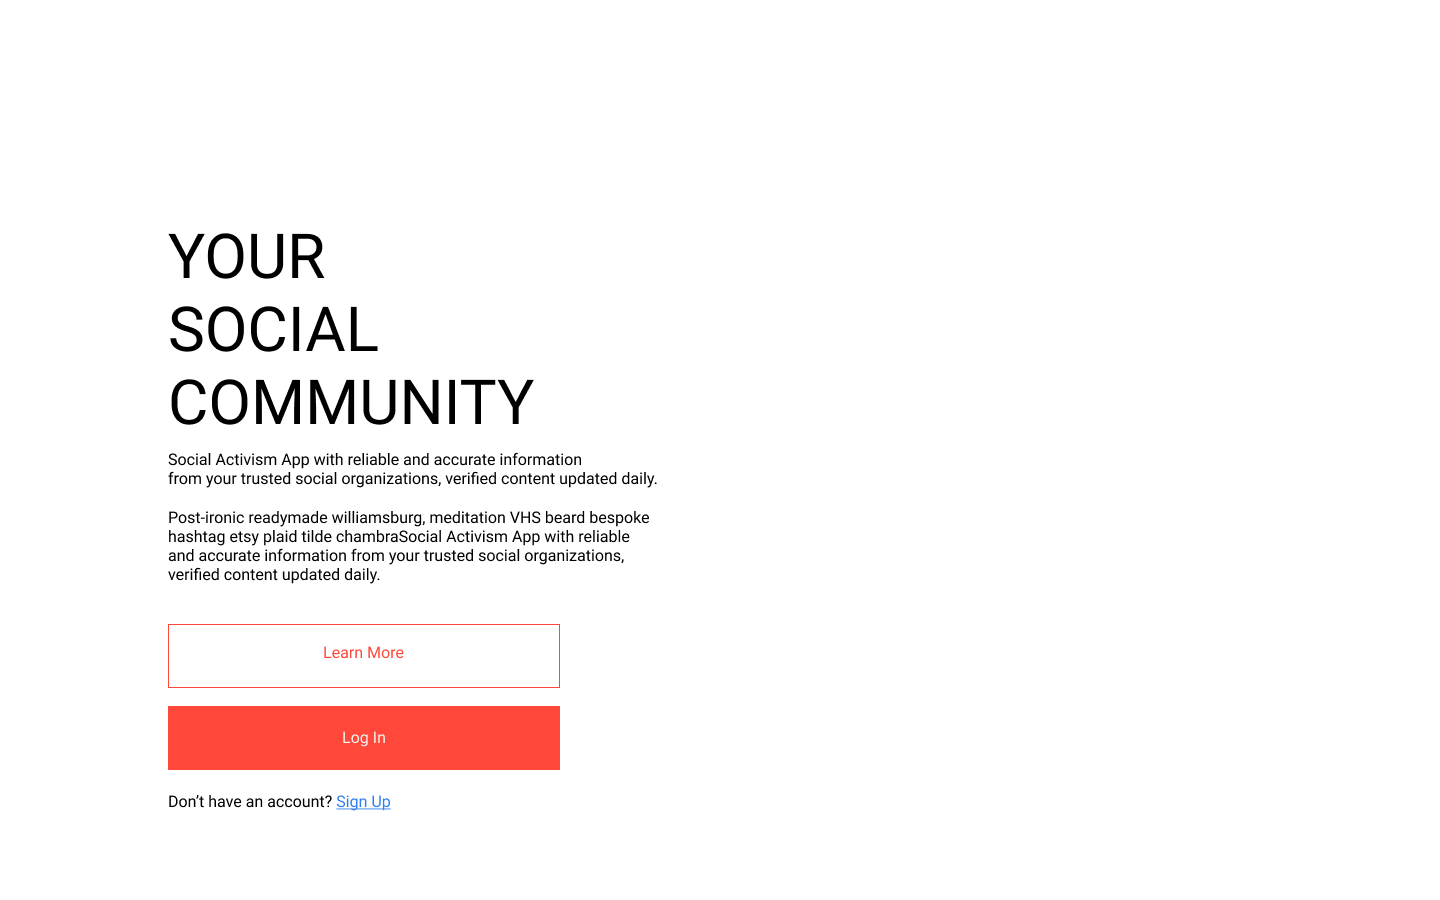 YOUR
SOCIAL
COMMUNITY
Social Activism App with reliable and accurate information
from your trusted social organizations, verified content updated daily.
Post-ironic readymade williamsburg, meditation VHS beard bespoke
hashtag etsy plaid tilde chambraSocial Activism App with reliable
and accurate information from your trusted social organizations,
verified content updated daily.
Learn More
Log In
Don’t have an account? Sign Up